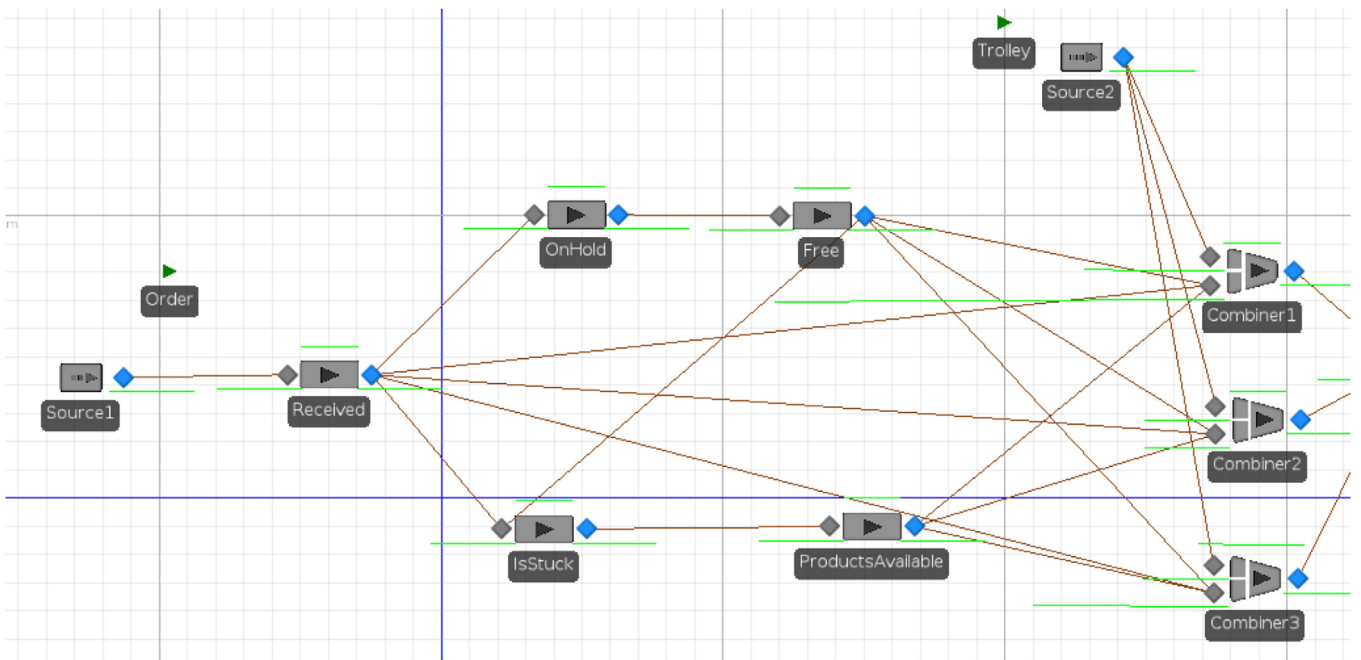 Trolley
Source2
m
OnHold
Free
Order
Combiner1
Source1
Received
Combiner2
IsStuck
ProductsAvailable
Combiner3